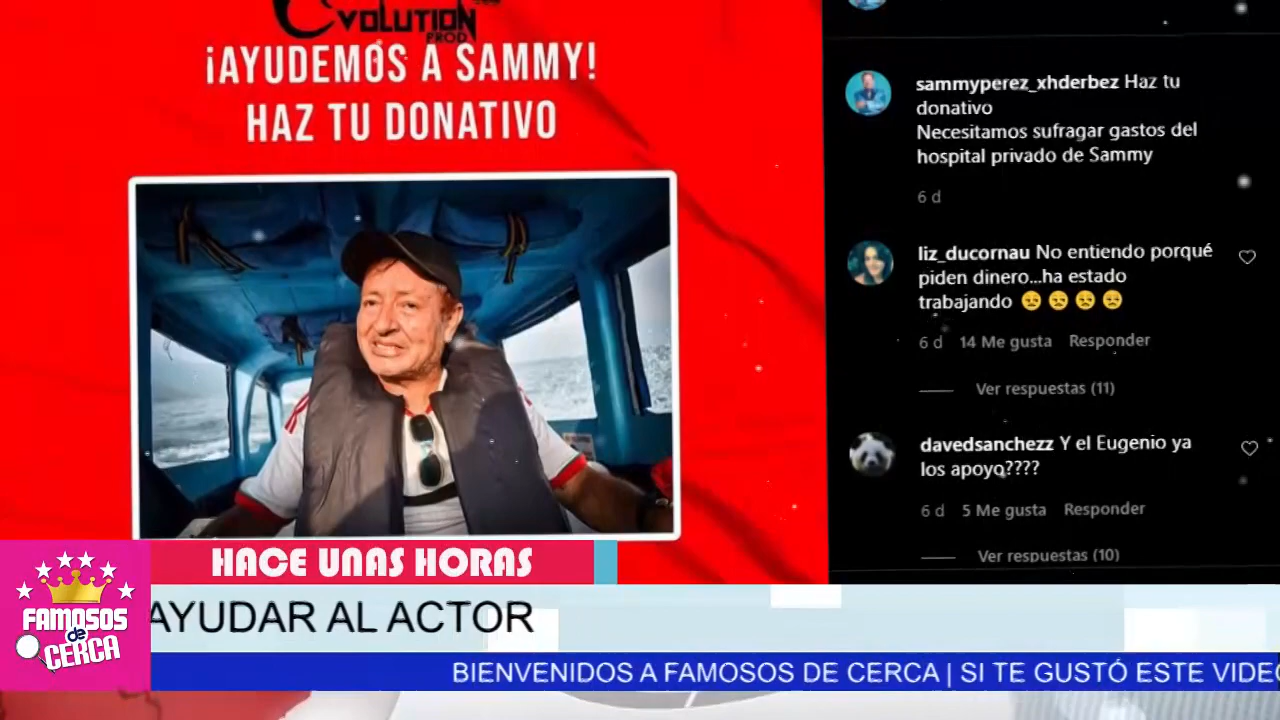 Evolution
PROD
¡AYUDEMOS A SAMMY!
HAZ TU DONATIVO
sammyperez_xhderbez Haz tu
donativo
Necesitamos sufragar gastos del
hospital privado de Sammy
6 d
liz_ducornau No entiendo porqué
piden dinero...ha estado
trabajando 😔 😔 😔 😔
6 d 14 Me gusta Responder
Ver respuestas (11)
davedsanchezz Y el Eugenio ya
los apoyo????
6 d 5 Me gusta Responder
Ver respuestas (10)
HACE UNAS HORAS
AYUDAR AL ACTOR
FAMOSOS
de
CERCA
BIENVENIDOS A FAMOSOS DE CERCA | SI TE GUSTÓ ESTE VIDEO